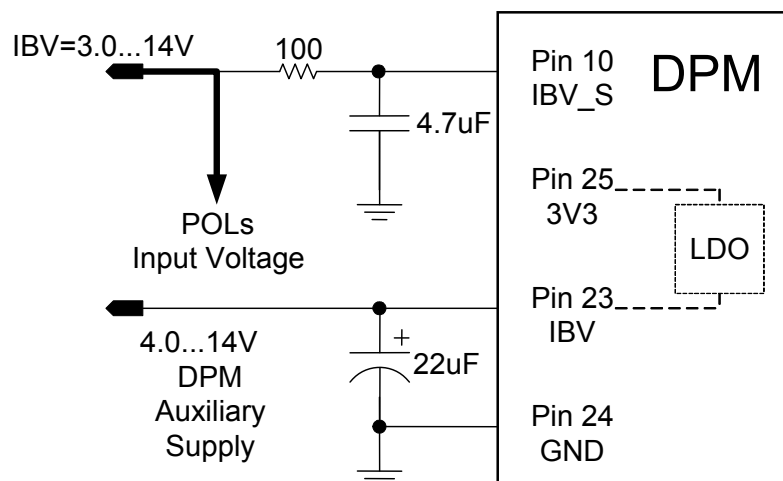 IBV=3.0...14V
100
Pin 10
IBV_S
DPM
4.7uF
POLs
Input Voltage
Pin 25
3V3
LDO
Pin 23
IBV
4.0...14V
DPM
Auxiliary
Supply
+
22uF
Pin 24
GND